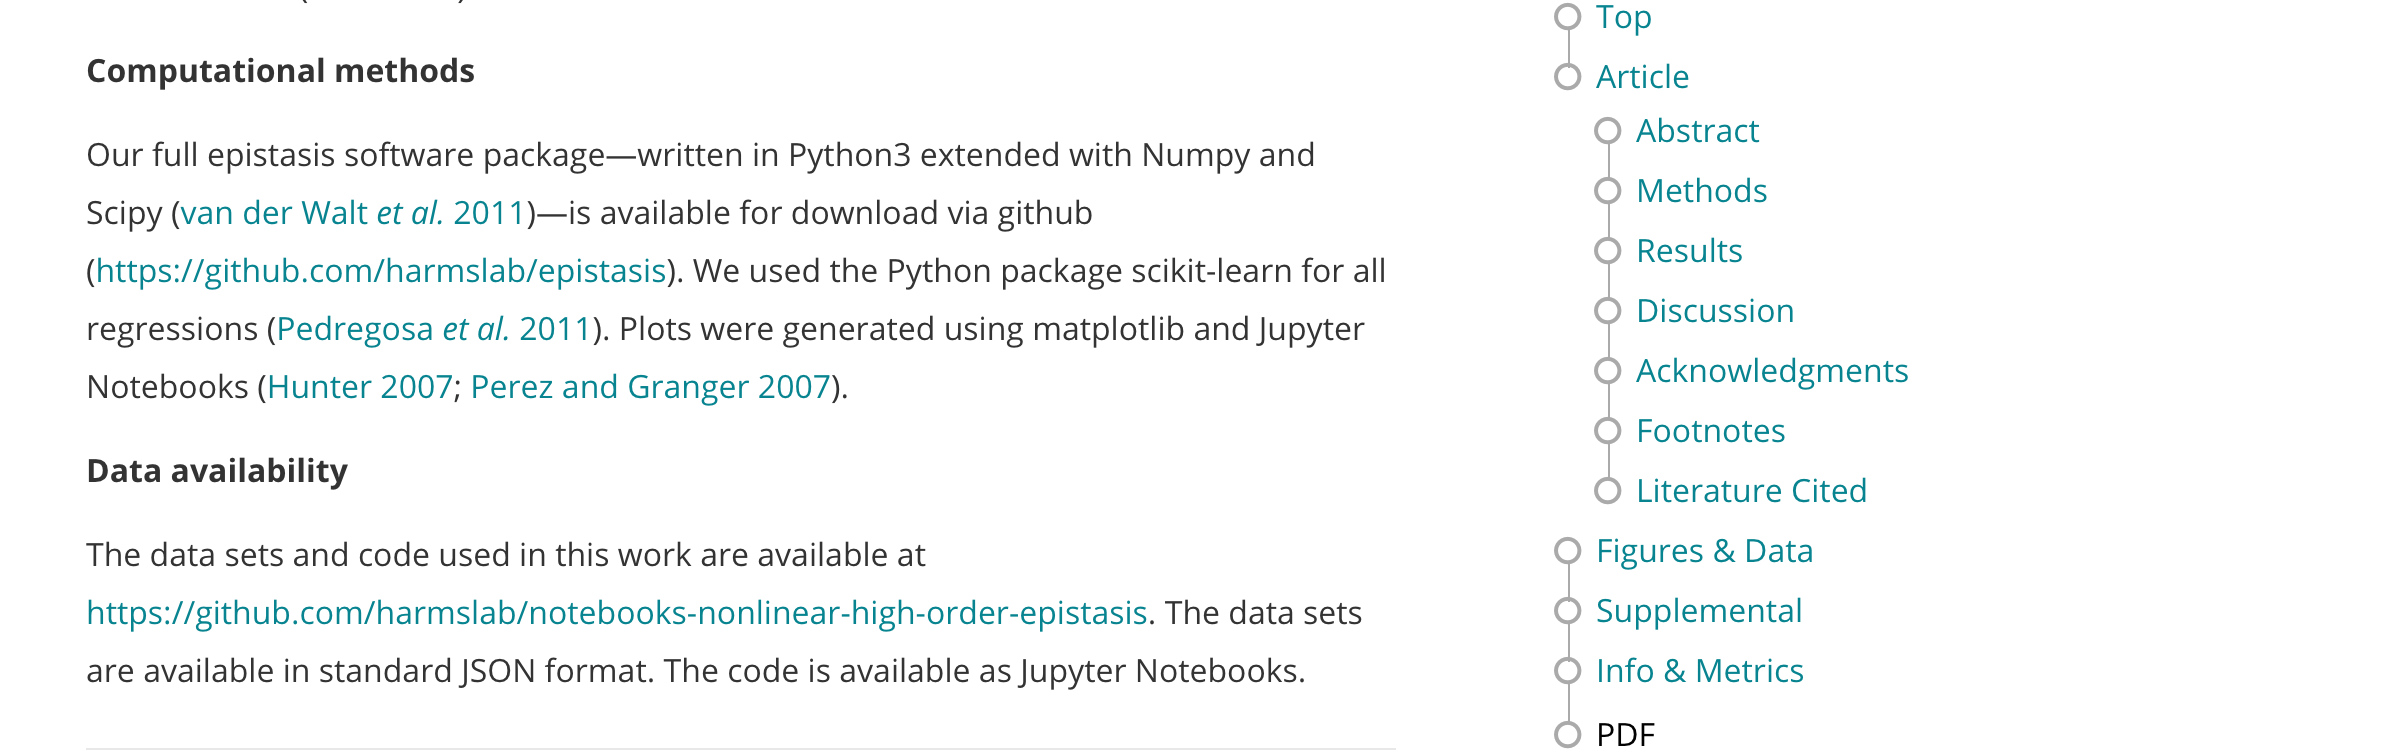 Computational methods
Our full epistasis software package—written in Python3 extended with Numpy and
Scipy (van der Walt et al. 2011)—is available for download via github
(https://github.com/harmslab/epistasis). We used the Python package scikit-learn for all
regressions (Pedregosa et al. 2011). Plots were generated using matplotlib and Jupyter
Notebooks (Hunter 2007; Perez and Granger 2007).
Data availability
The data sets and code used in this work are available at
https://github.com/harmslab/notebooks-nonlinear-high-order-epistasis. The data sets
are available in standard JSON format. The code is available as Jupyter Notebooks.
Top
Article
Abstract
Methods
Results
Discussion
Acknowledgments
Footnotes
Literature Cited
Figures & Data
Supplemental
Info & Metrics
PDF